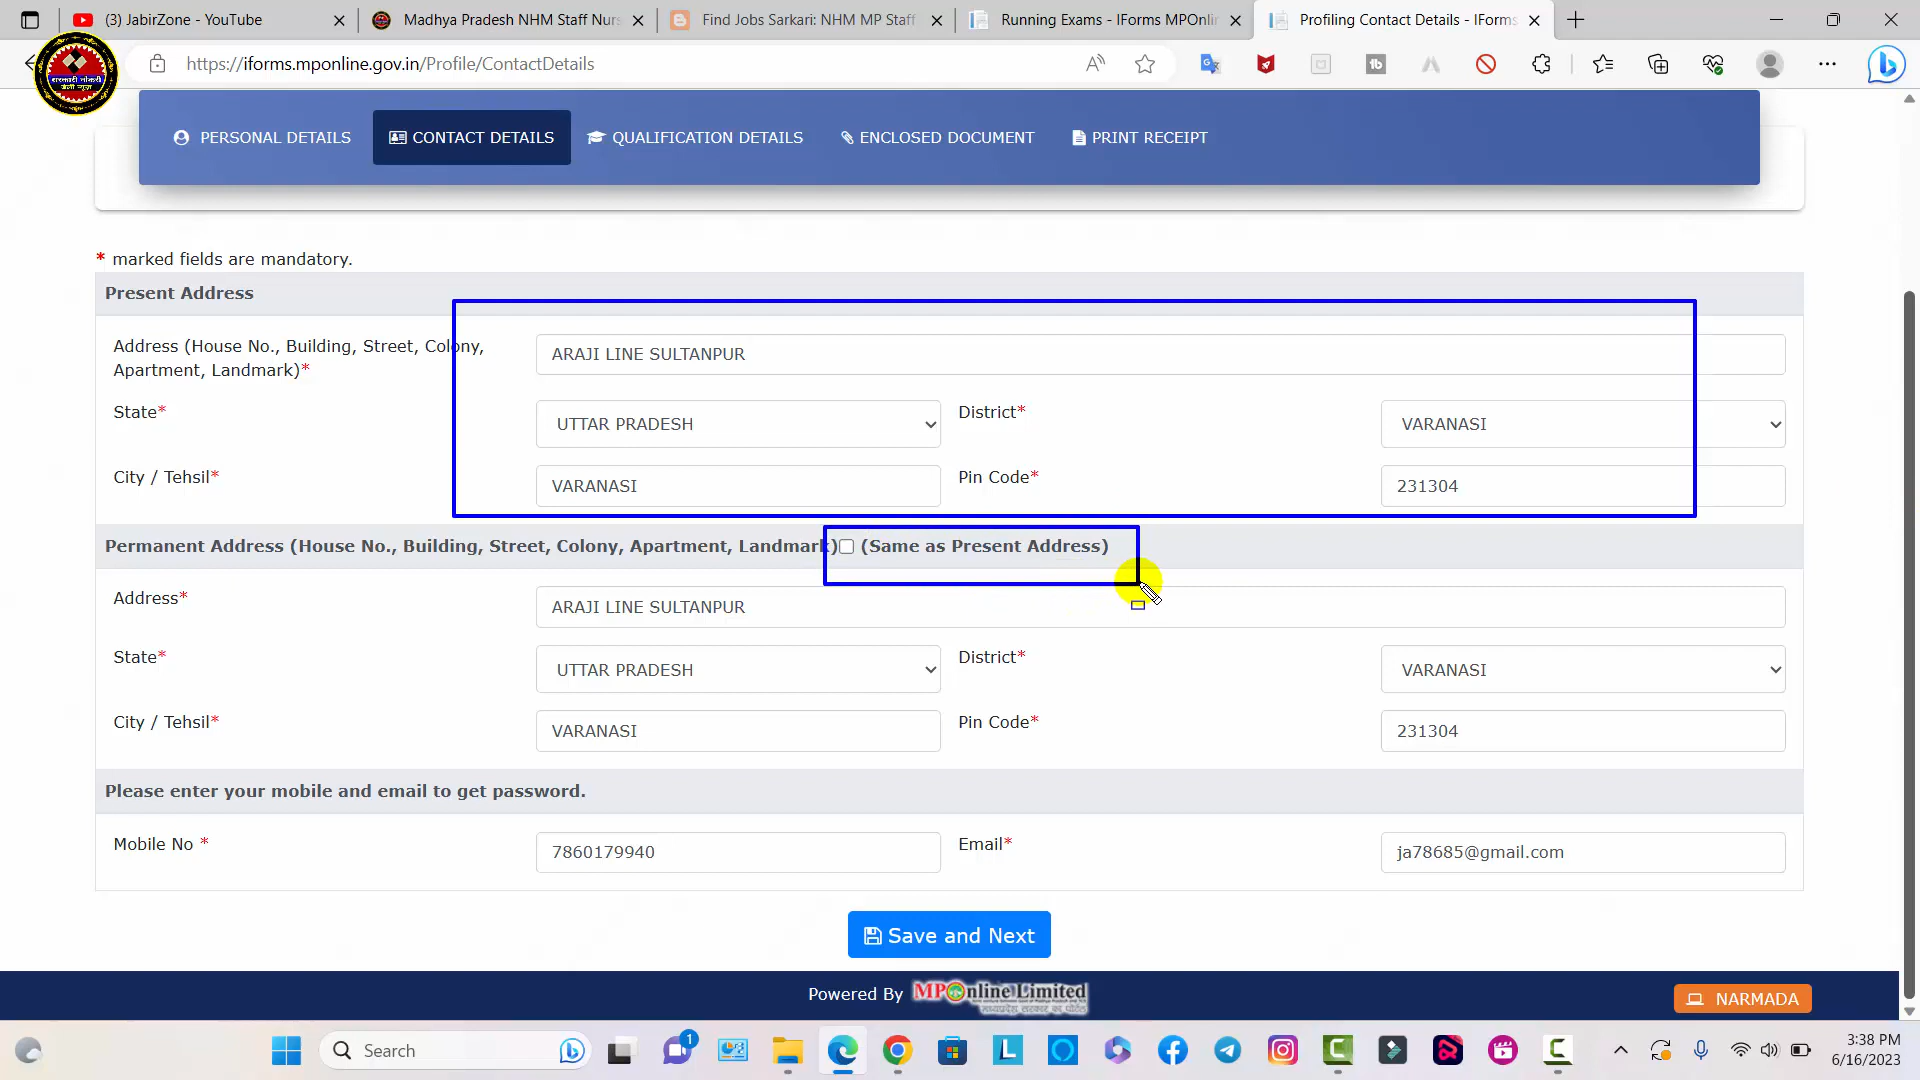 (3) JabirZone - YouTube
Madhya Pradesh NHM Staff Nurs
Find Jobs Sarkari: NHM MP Staff
Running Exams - IForms MPOnlin
Profiling Contact Details - IForms
https://iforms.mponline.gov.in/Profile/ContactDetails
सरकारी नौकरी
डेली न्यूज़
PERSONAL DETAILS
CONTACT DETAILS
QUALIFICATION DETAILS
ENCLOSED DOCUMENT
PRINT RECEIPT
* marked fields are mandatory.
Present Address
Address (House No., Building, Street, Colony,
Apartment, Landmark)*
ARAJI LINE SULTANPUR
State*
UTTAR PRADESH
District*
VARANASI
City / Tehsil*
VARANASI
Pin Code*
231304
Permanent Address (House No., Building, Street, Colony, Apartment, Landmark) (Same as Present Address)
Address*
ARAJI LINE SULTANPUR
State*
UTTAR PRADESH
District*
VARANASI
City / Tehsil*
VARANASI
Pin Code*
231304
Please enter your mobile and email to get password.
Mobile No *
7860179940
Email*
ja78685@gmail.com
Save and Next
Powered By MPOnline Limited
NARMADA
Search
1
3:38 PM
6/16/2023